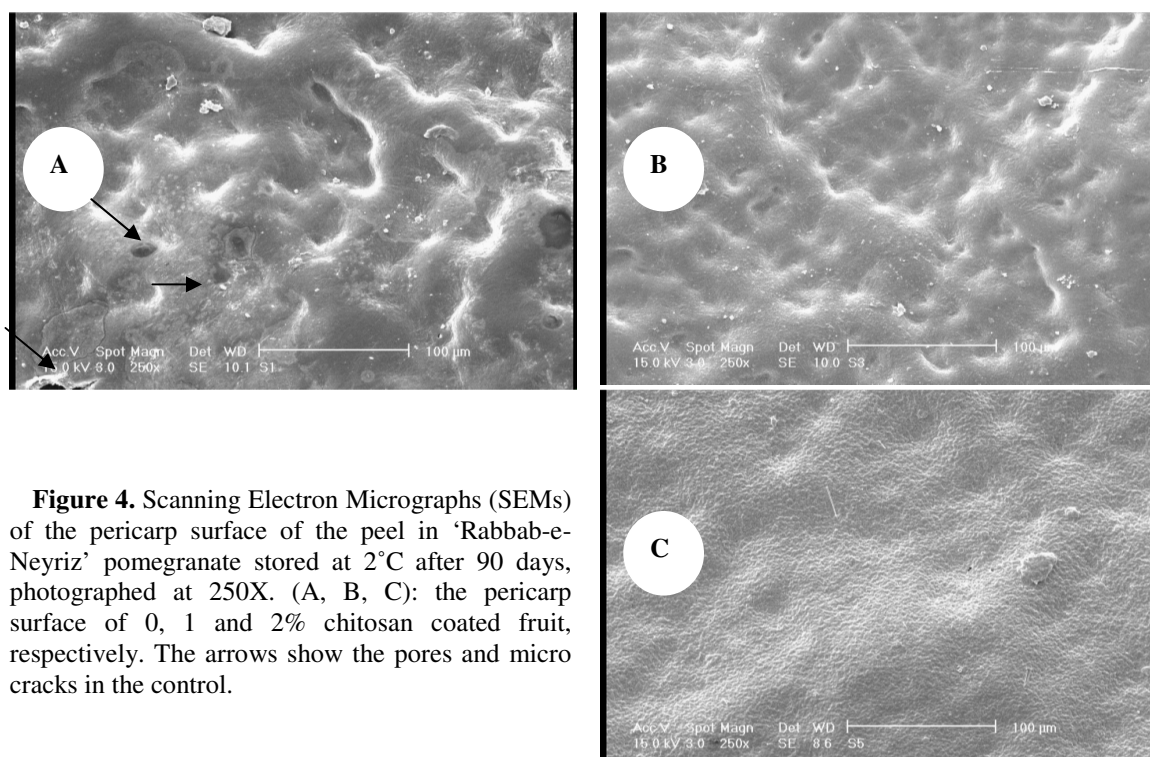 A
Acc.V Spot Magn Det WD 100 µm
15.0 kV 3.0 250x SE 10.1 S1
B
Acc.V Spot Magn Det WD 100 µm
15.0 kV 3.0 250x SE 10.0 S3
Figure 4. Scanning Electron Micrographs (SEMs)
of the pericarp surface of the peel in ‘Rabbab-e-
Neyriz’ pomegranate stored at 2˚C after 90 days,
photographed at 250X. (A, B, C): the pericarp
surface of 0, 1 and 2% chitosan coated fruit,
respectively. The arrows show the pores and micro
cracks in the control.
C
Acc.V Spot Magn Det WD 100 µm
15.0 kV 3.0 250x SE 8.6 S5